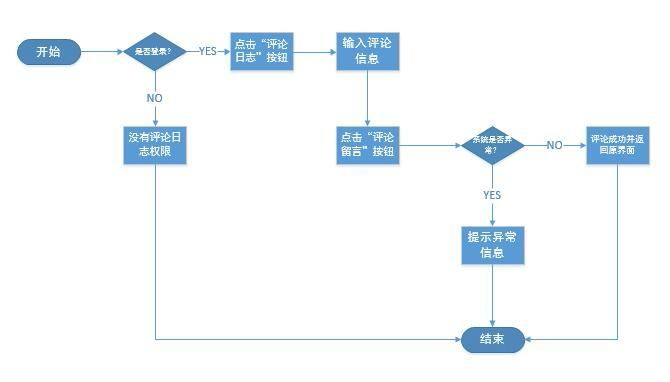 开始
是否登录?
YES
点击“评论
日志”按钮
输入评论
信息
NO
没有评论日
志权限
点击“评论
留言”按钮
系统是否异
常?
NO
评论成功并返
回原界面
YES
提示异常
信息
结束